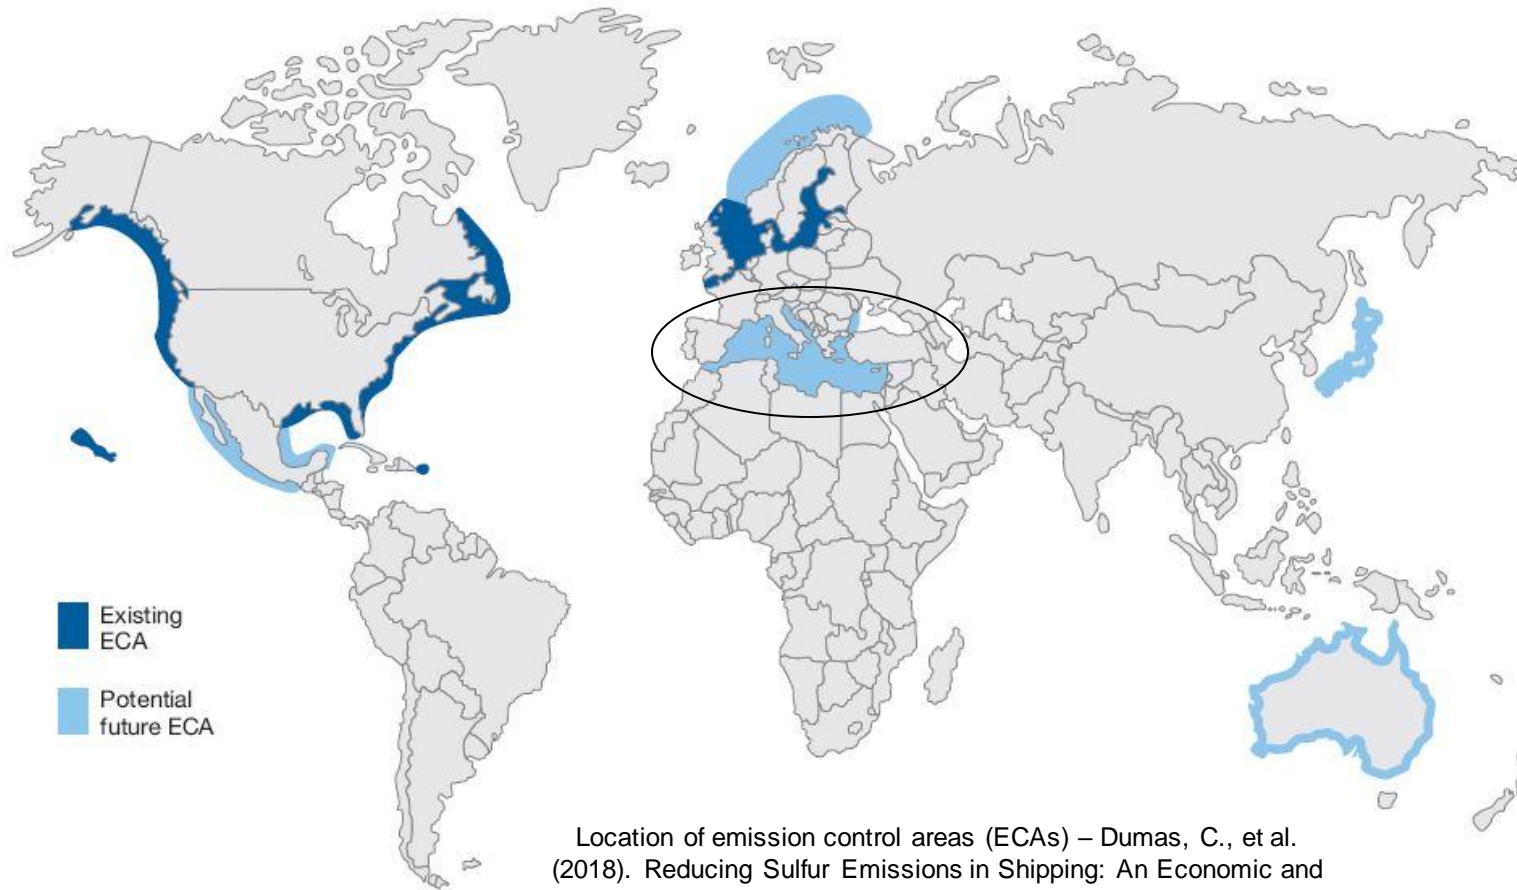 Existing
ECA
Potential
future ECA
Location of emission control areas (ECAs) – Dumas, C., et al.
(2018). Reducing Sulfur Emissions in Shipping: An Economic and